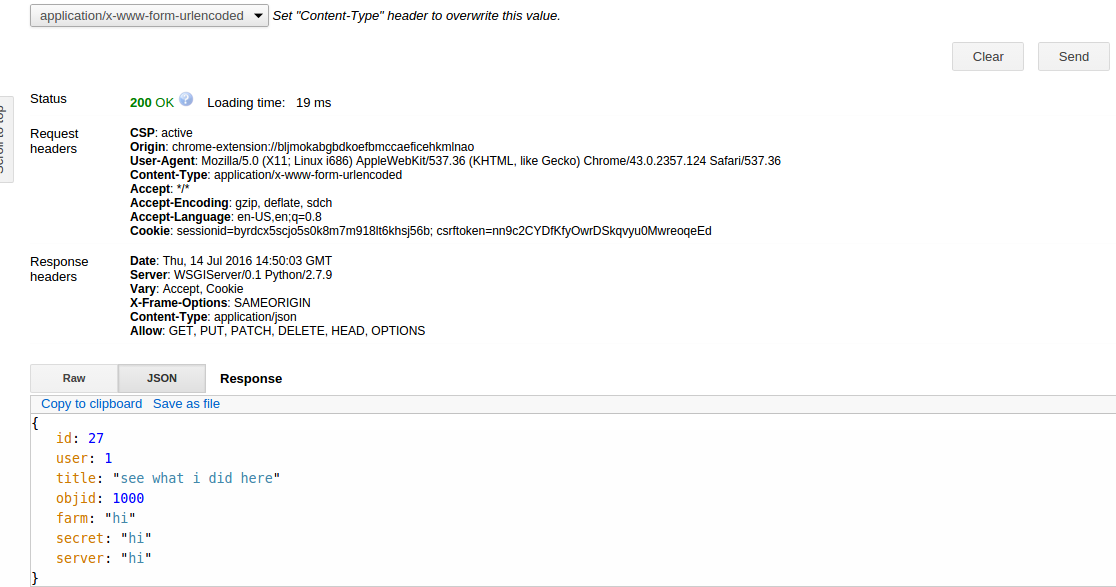 application/x-www-form-urlencoded Set "Content-Type" header to overwrite this value.
Clear Send
Scroll to top
Status 200 OK ? Loading time: 19 ms
Request headers
CSP: active
Origin: chrome-extension://bljmokabgbdkoefbmccaeficehkmlnao
User-Agent: Mozilla/5.0 (X11; Linux i686) AppleWebKit/537.36 (KHTML, like Gecko) Chrome/43.0.2357.124 Safari/537.36
Content-Type: application/x-www-form-urlencoded
Accept: */*
Accept-Encoding: gzip, deflate, sdch
Accept-Language: en-US,en;q=0.8
Cookie: sessionid=byrdcx5scjo5s0k8m7m918lt6khsj56b; csrftoken=nn9c2CYDfKfyOwrDSkqvyu0MwreoqeEd
Response headers
Date: Thu, 14 Jul 2016 14:50:03 GMT
Server: WSGIServer/0.1 Python/2.7.9
Vary: Accept, Cookie
X-Frame-Options: SAMEORIGIN
Content-Type: application/json
Allow: GET, PUT, PATCH, DELETE, HEAD, OPTIONS
Raw JSON Response
Copy to clipboard Save as file
{
id: 27
user: 1
title: "see what i did here"
objid: 1000
farm: "hi"
secret: "hi"
server: "hi"
}